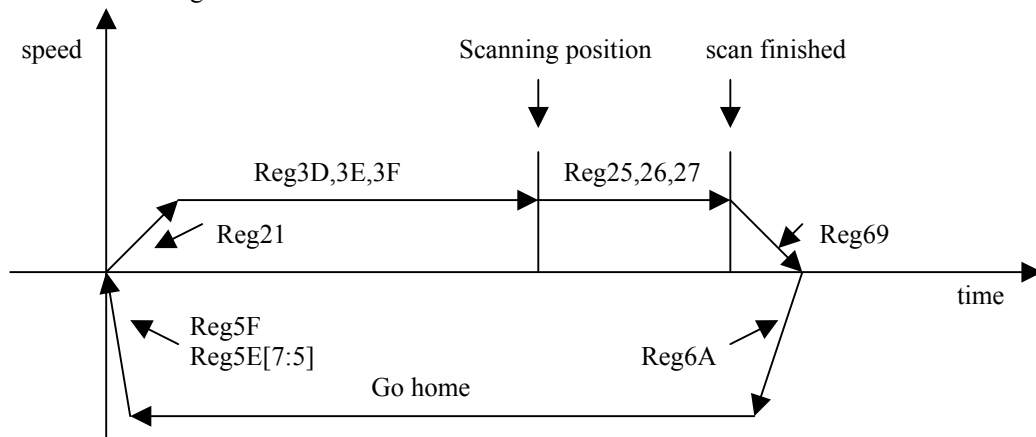 speed
Scanning position
scan finished
Reg3D,3E,3F
Reg25,26,27
Reg21
Reg69
time
Reg5F
Reg5E[7:5]
Reg6A
Go home